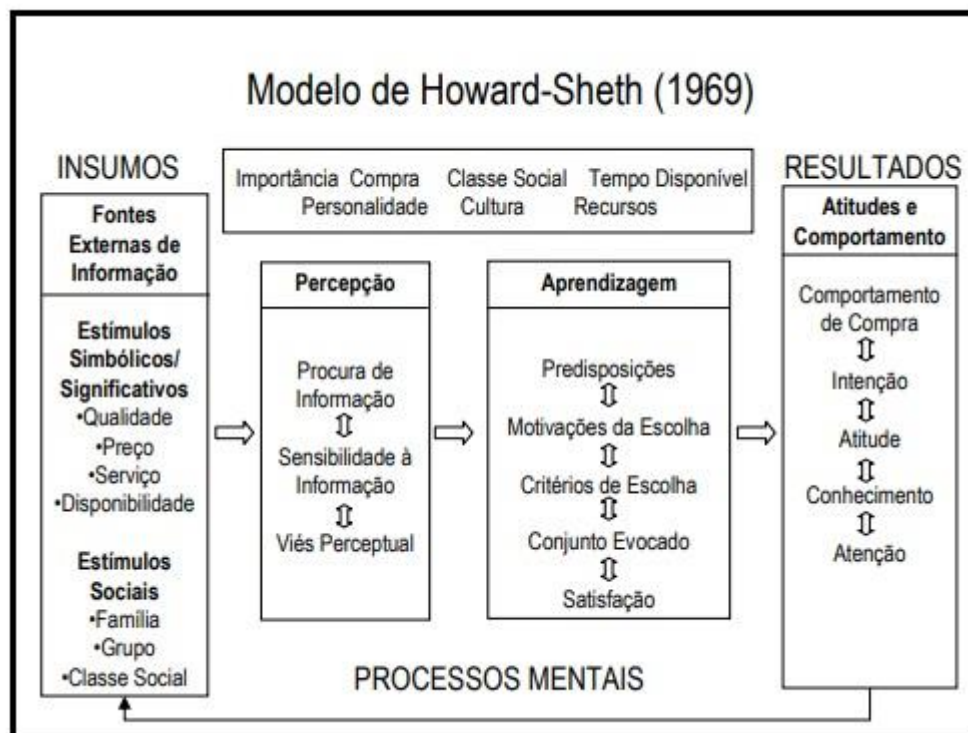 Modelo de Howard-Sheth (1969)
INSUMOS
Fontes
Externas de
Informação
Estímulos
Simbólicos/
Significativos
•Qualidade
•Preço
•Serviço
•Disponibilidade
Estímulos
Sociais
•Família
•Grupo
•Classe Social
Importância Compra Classe Social Tempo Disponível
Personalidade Cultura Recursos
Percepção
Procura de
Informação
Sensibilidade à
Informação
Viés Perceptual
Aprendizagem
Predisposições
Motivações da Escolha
Critérios de Escolha
Conjunto Evocado
Satisfação
RESULTADOS
Atitudes e
Comportamento
Comportamento
de Compra
Intenção
Atitude
Conhecimento
Atenção
PROCESSOS MENTAIS